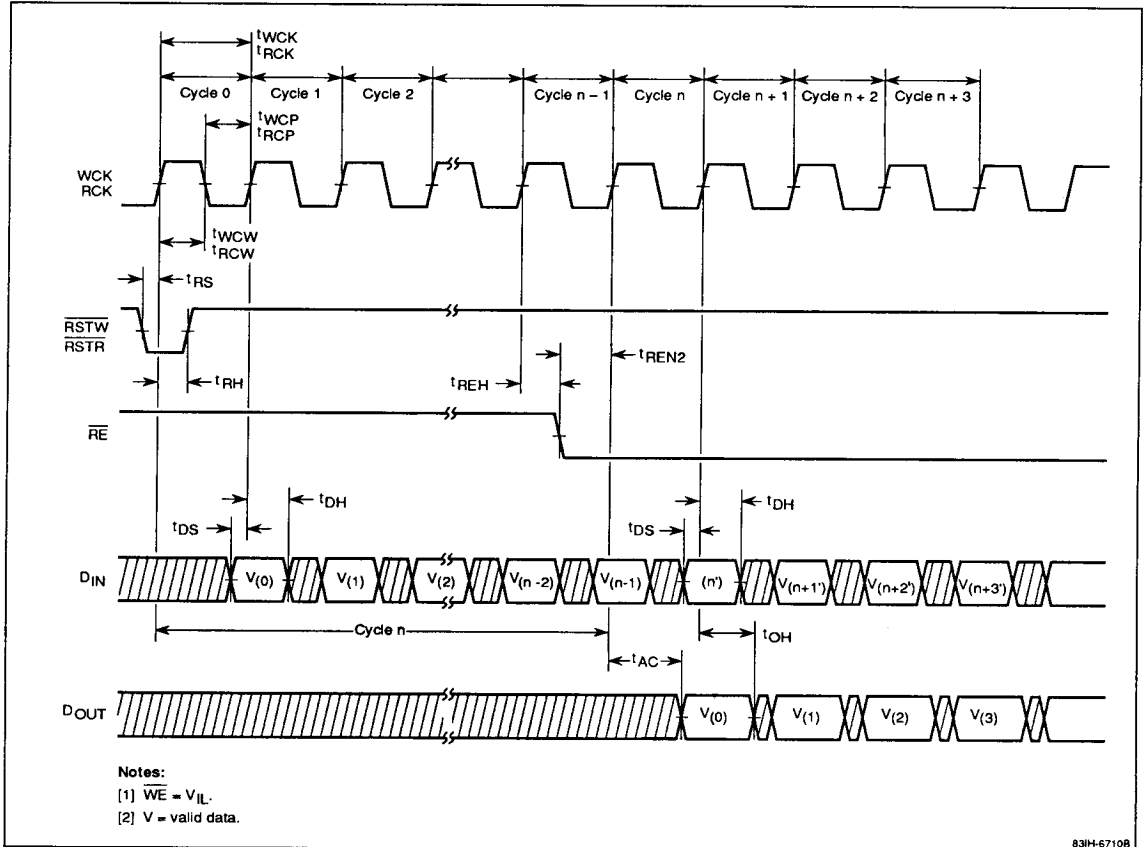 tWCK
tRCK
Cycle 0 Cycle 1 Cycle 2 Cycle n – 1 Cycle n Cycle n + 1 Cycle n + 2 Cycle n + 3
tWCP
tRCP
WCK
RCK
tWCW
tRCW
tRS
RSTW
RSTR
tRH
tREN2
tREH
RE
tDH
tDS
tDS
tDH
DIN
V(0) V(1) V(2) V(n-2) V(n-1) (n') V(n+1') V(n+2') V(n+3')
Cycle n
tOH
tAC
DOUT
V(0) V(1) V(2) V(3)
Notes:
[1] WE = VIL.
[2] V = valid data.
83IH-6710B